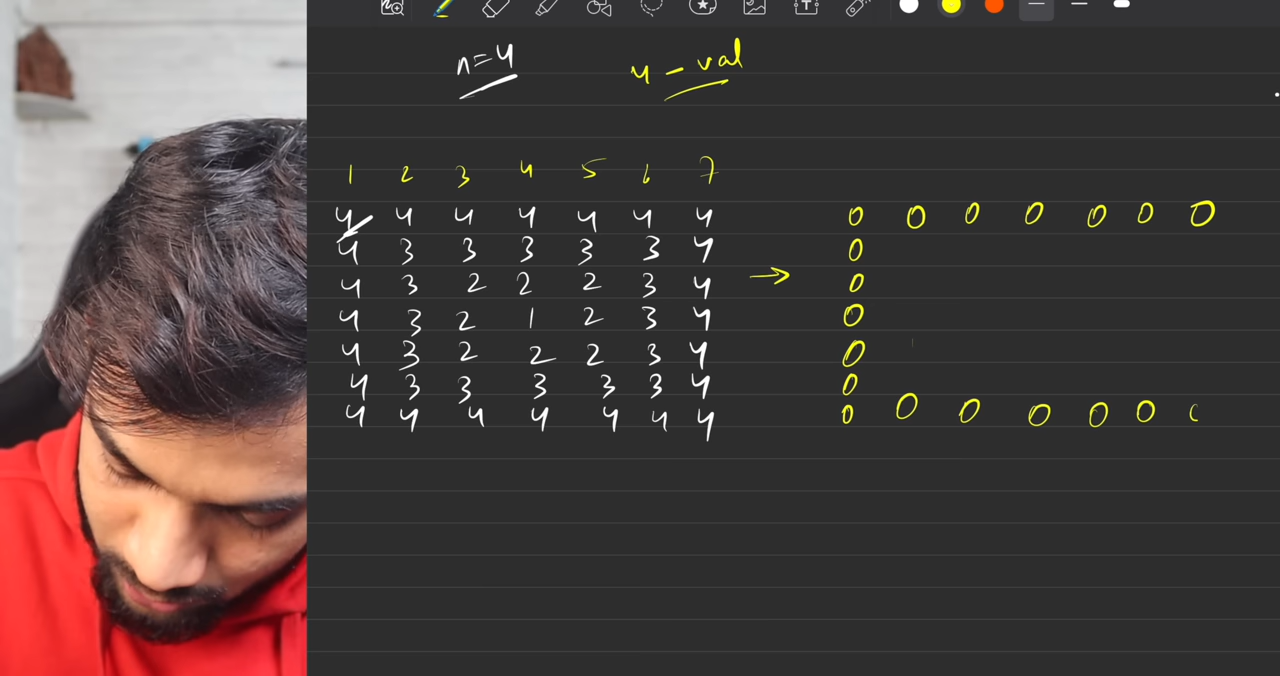 n=4 4 - val
1 2 3 4 5 6 7
4 4 4 4 4 4 4 0 0 0 0 0 0 0
4 3 3 3 3 3 4 0
4 3 2 2 2 3 4 → 0
4 3 2 1 2 3 4 0
4 3 2 2 2 3 4 0
4 3 3 3 3 3 4 0
4 4 4 4 4 4 4 0 0 0 0 0 0